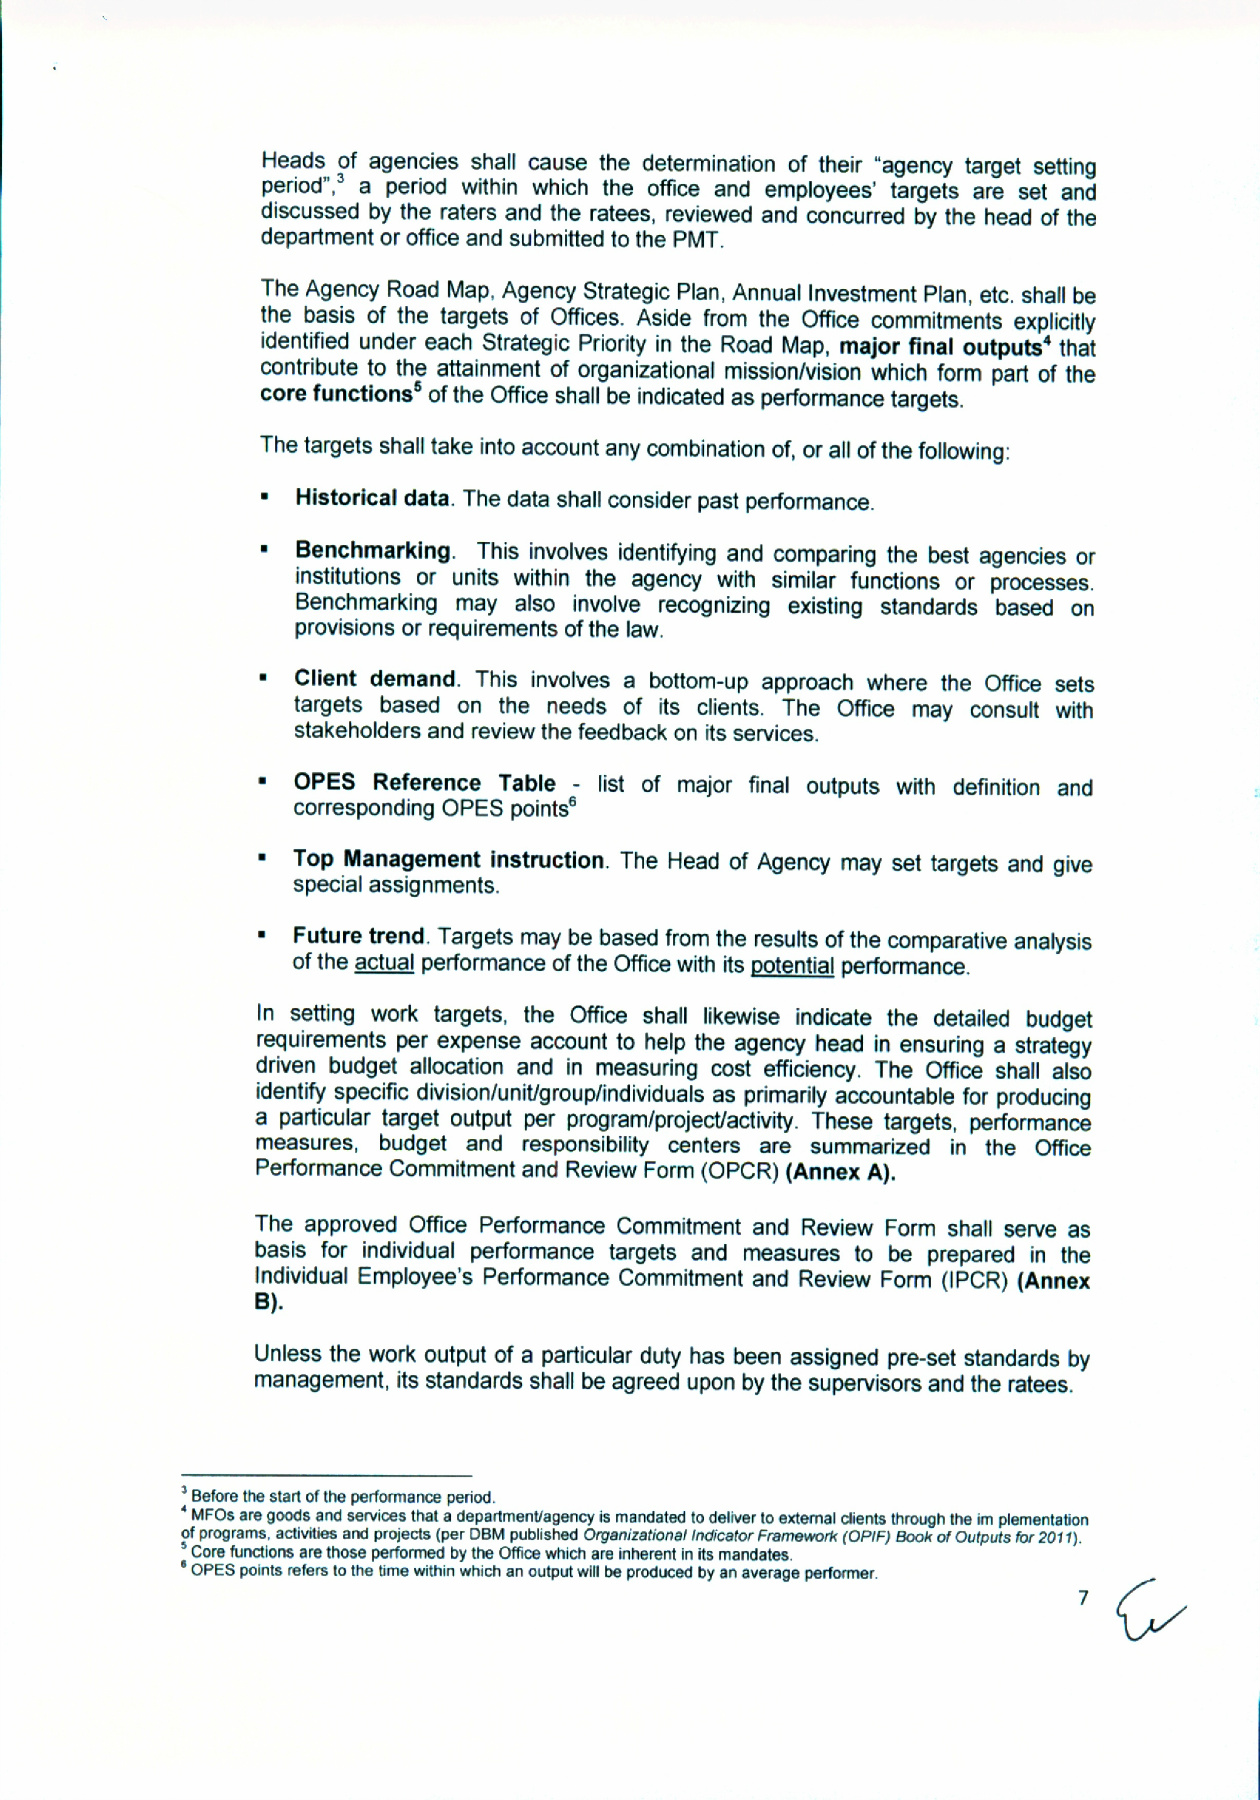 Heads of agencies shall cause the determination of their “agency target setting
period”,³ a period within which the office and employees’ targets are set and
discussed by the raters and the ratees, reviewed and concurred by the head of the
department or office and submitted to the PMT.
The Agency Road Map, Agency Strategic Plan, Annual Investment Plan, etc. shall be
the basis of the targets of Offices. Aside from the Office commitments explicitly
identified under each Strategic Priority in the Road Map, major final outputs⁴ that
contribute to the attainment of organizational mission/vision which form part of the
core functions⁵ of the Office shall be indicated as performance targets.
The targets shall take into account any combination of, or all of the following:
▪ Historical data. The data shall consider past performance.
▪ Benchmarking. This involves identifying and comparing the best agencies or
institutions or units within the agency with similar functions or processes.
Benchmarking may also involve recognizing existing standards based on
provisions or requirements of the law.
▪ Client demand. This involves a bottom-up approach where the Office sets
targets based on the needs of its clients. The Office may consult with
stakeholders and review the feedback on its services.
▪ OPES Reference Table - list of major final outputs with definition and
corresponding OPES points⁶
▪ Top Management instruction. The Head of Agency may set targets and give
special assignments.
▪ Future trend. Targets may be based from the results of the comparative analysis
of the actual performance of the Office with its potential performance.
In setting work targets, the Office shall likewise indicate the detailed budget
requirements per expense account to help the agency head in ensuring a strategy
driven budget allocation and in measuring cost efficiency. The Office shall also
identify specific division/unit/group/individuals as primarily accountable for producing
a particular target output per program/project/activity. These targets, performance
measures, budget and responsibility centers are summarized in the Office
Performance Commitment and Review Form (OPCR) (Annex A).
The approved Office Performance Commitment and Review Form shall serve as
basis for individual performance targets and measures to be prepared in the
Individual Employee’s Performance Commitment and Review Form (IPCR) (Annex
B).
Unless the work output of a particular duty has been assigned pre-set standards by
management, its standards shall be agreed upon by the supervisors and the ratees.
³ Before the start of the performance period.
⁴ MFOs are goods and services that a department/agency is mandated to deliver to external clients through the im plementation
of programs, activities and projects (per DBM published Organizational Indicator Framework (OPIF) Book of Outputs for 2011).
⁵ Core functions are those performed by the Office which are inherent in its mandates.
⁶ OPES points refers to the time within which an output will be produced by an average performer.
7